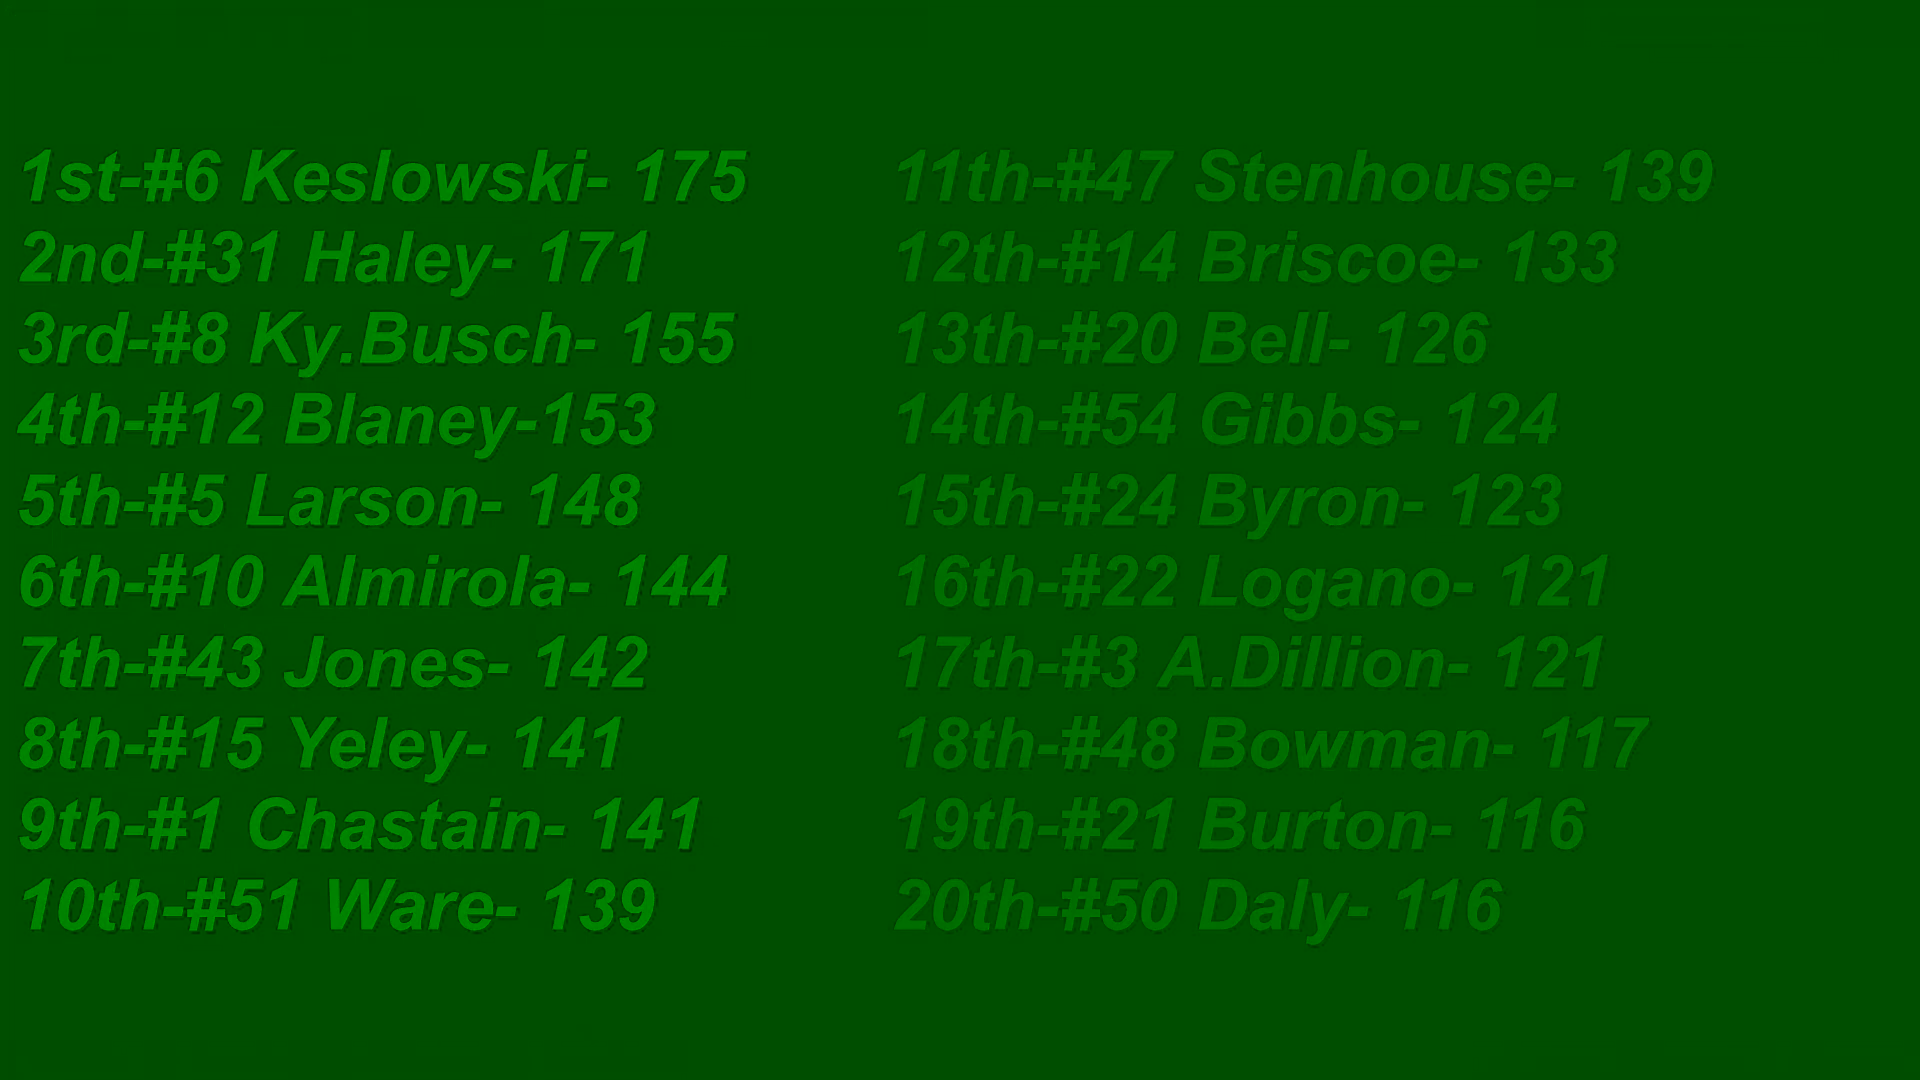 1st-#6 Keslowski- 175
2nd-#31 Haley- 171
3rd-#8 Ky.Busch- 155
4th-#12 Blaney-153
5th-#5 Larson- 148
6th-#10 Almirola- 144
7th-#43 Jones- 142
8th-#15 Yeley- 141
9th-#1 Chastain- 141
10th-#51 Ware- 139
11th-#47 Stenhouse- 139
12th-#14 Briscoe- 133
13th-#20 Bell- 126
14th-#54 Gibbs- 124
15th-#24 Byron- 123
16th-#22 Logano- 121
17th-#3 A.Dillion- 121
18th-#48 Bowman- 117
19th-#21 Burton- 116
20th-#50 Daly- 116